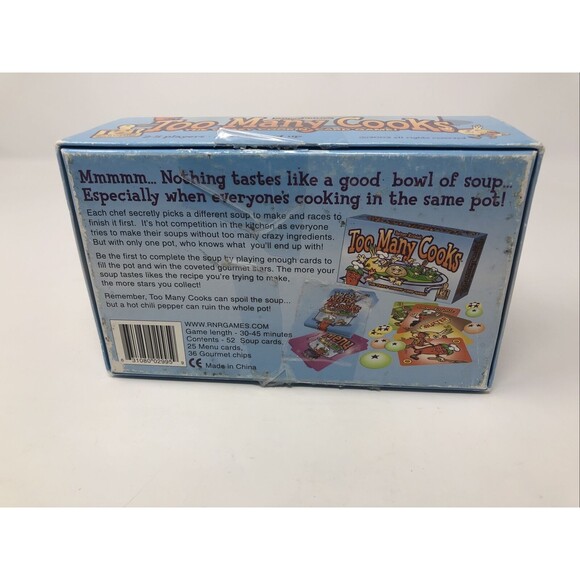 Too Many Cooks
Mmmmm... Nothing tastes like a good bowl of soup...
Especially when everyone's cooking in the same pot!
Each chef secretly picks a different soup to make and races to
finish it first. It's hot competition in the kitchen as everyone
tries to make their soups without too many crazy ingredients.
But with only one pot, who knows what you'll end up with!
Be the first to complete the soup by playing enough cards to
fill the pot and win the coveted gourmet stars. The more your
soup tastes likes the recipe you're trying to make,
the more stars you collect!
Remember, Too Many Cooks can spoil the soup...
but a hot chili pepper can ruin the whole pot!
Too Many Cooks
WWW.RNRGAMES.COM
Game length - 30-45 minutes
Contents - 52 Soup cards,
25 Menu cards,
36 Gourmet chips
CE Made in China